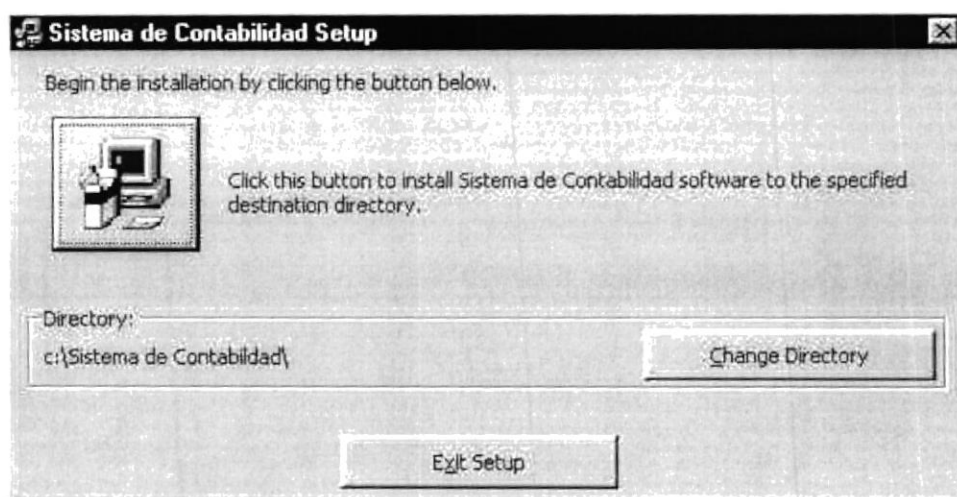 Sistema de Contabilidad Setup
Begin the installation by clicking the button below.
Click this button to install Sistema de Contabilidad software to the specified
destination directory.
Directory:
c:\Sistema de Contabilidad\
Change Directory
Exit Setup